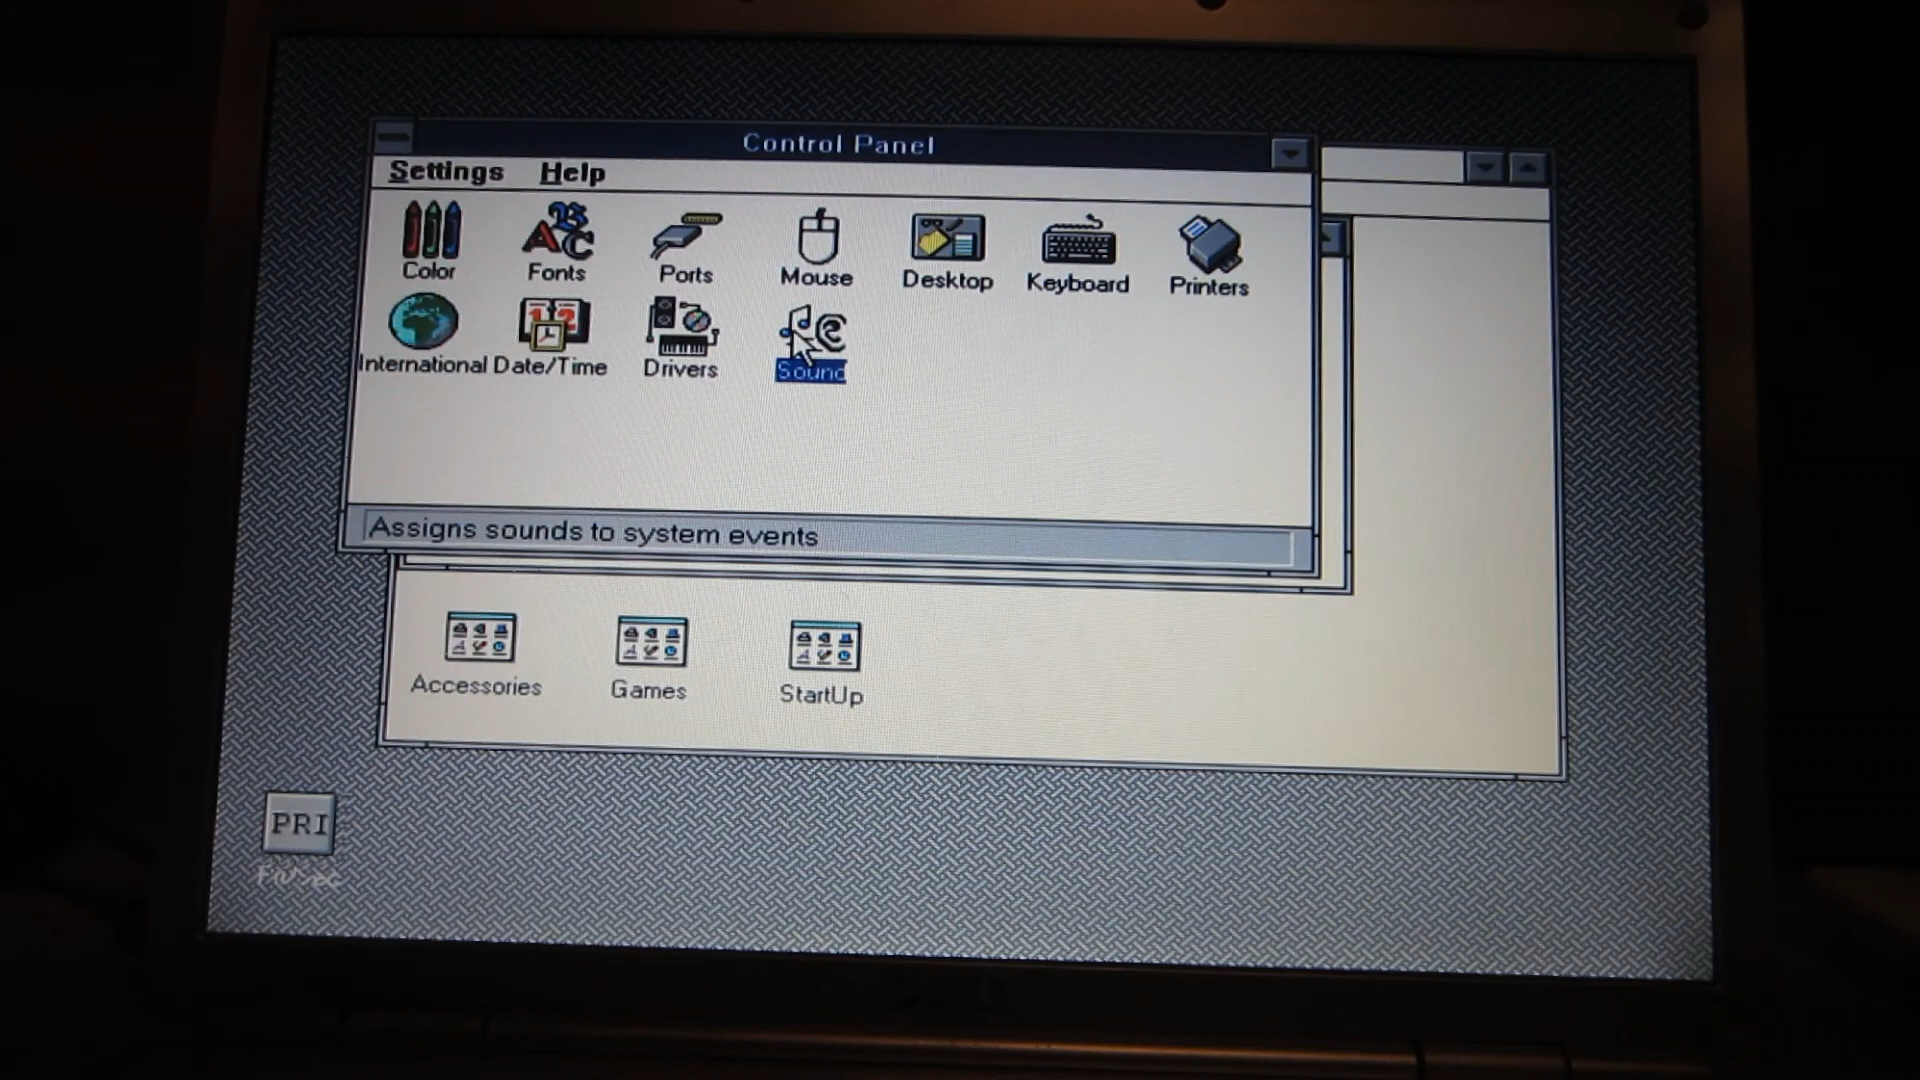 Control Panel
Settings Help
Color Fonts Ports Mouse Desktop Keyboard Printers
International Date/Time Drivers Sound
Assigns sounds to system events
Accessories Games StartUp
PRI